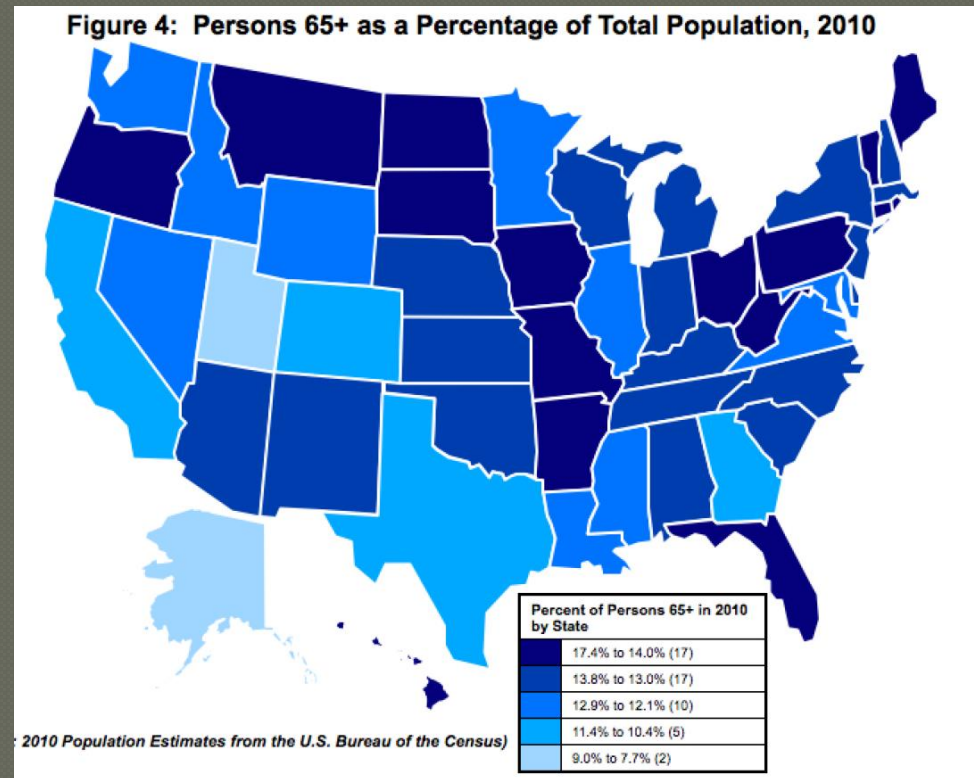 Figure 4: Persons 65+ as a Percentage of Total Population, 2010
Percent of Persons 65+ in 2010
by State
17.4% to 14.0% (17)
13.8% to 13.0% (17)
12.9% to 12.1% (10)
11.4% to 10.4% (5)
9.0% to 7.7% (2)
: 2010 Population Estimates from the U.S. Bureau of the Census)